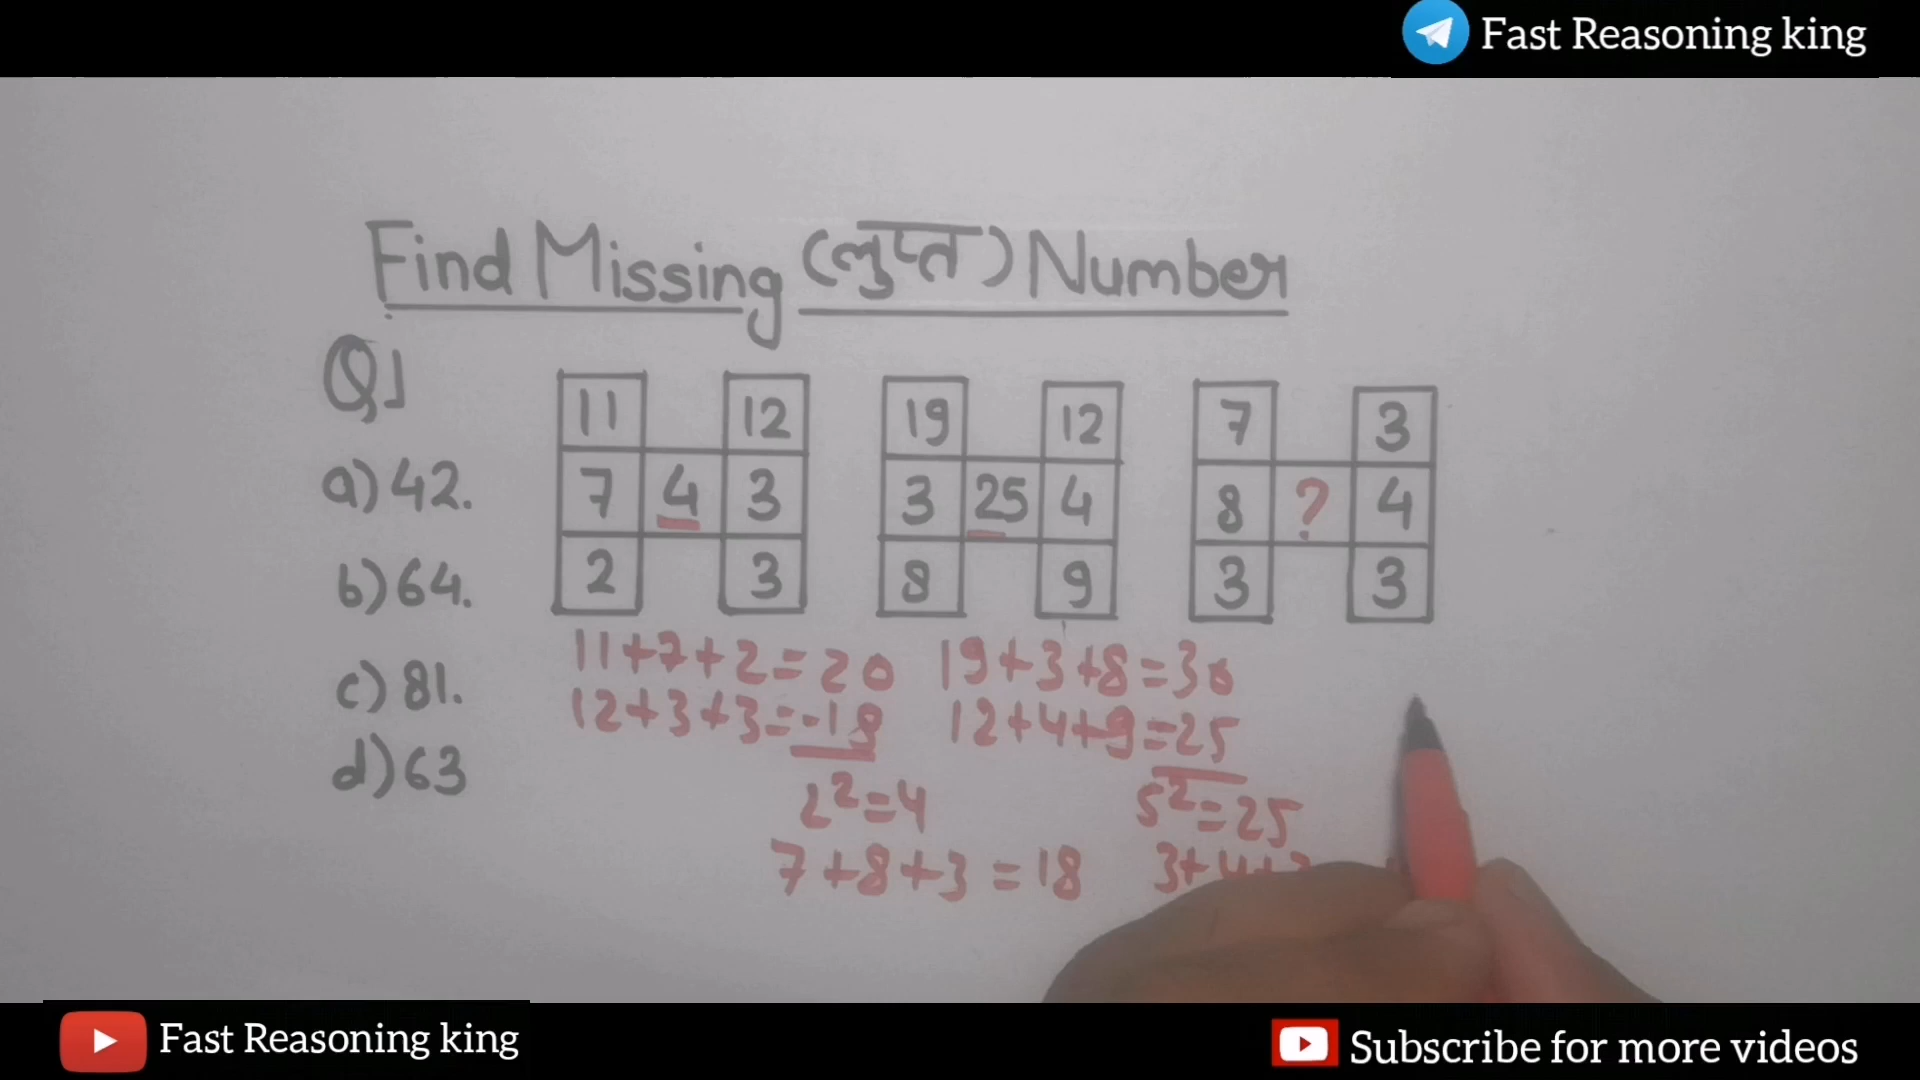 Fast Reasoning king
Find Missing (लुप्त) Number
Q1
11 12 19 12 7 3
a) 42. 7 4 3 3 25 4 8 ? 4
b) 64. 2 3 8 9 3 3
11+7+2=20 19+3+8=30
c) 81. 12+3+3=-18 12+4+9=25
d) 63 2²=4 5²=25
7+8+3=18 3+4+3
Fast Reasoning king
Subscribe for more videos